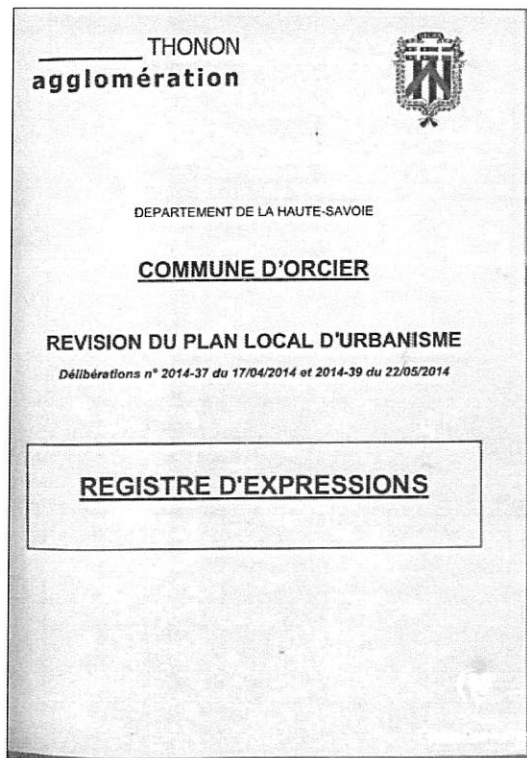 THONON
agglomération
DEPARTEMENT DE LA HAUTE-SAVOIE
COMMUNE D'ORCIER
REVISION DU PLAN LOCAL D'URBANISME
Délibérations n° 2014-37 du 17/04/2014 et 2014-39 du 22/05/2014
REGISTRE D'EXPRESSIONS